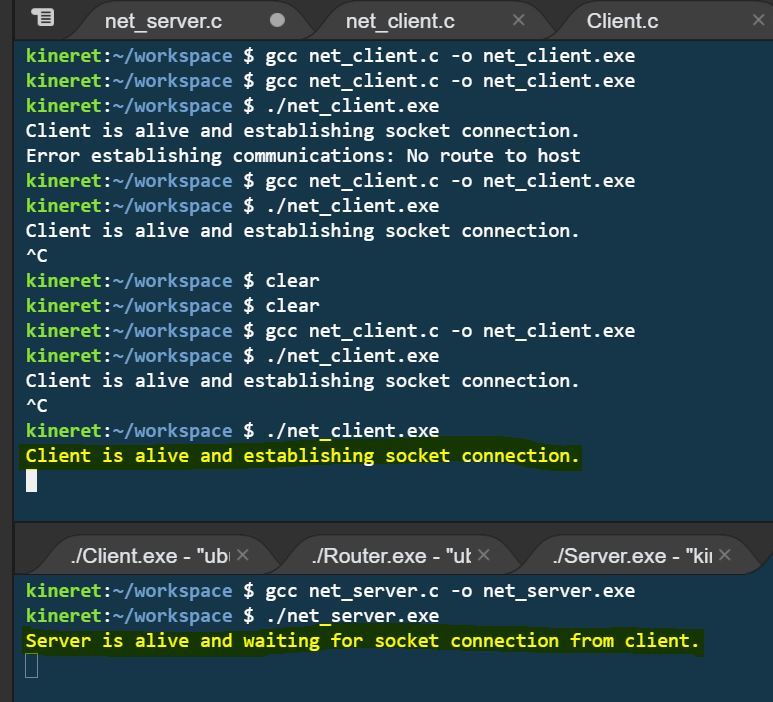 net_server.c net_client.c Client.c
kineret:~/workspace $ gcc net_client.c -o net_client.exe
kineret:~/workspace $ gcc net_client.c -o net_client.exe
kineret:~/workspace $ ./net_client.exe
Client is alive and establishing socket connection.
Error establishing communications: No route to host
kineret:~/workspace $ gcc net_client.c -o net_client.exe
kineret:~/workspace $ ./net_client.exe
Client is alive and establishing socket connection.
^C
kineret:~/workspace $ clear
kineret:~/workspace $ clear
kineret:~/workspace $ gcc net_client.c -o net_client.exe
kineret:~/workspace $ ./net_client.exe
Client is alive and establishing socket connection.
^C
kineret:~/workspace $ ./net_client.exe
Client is alive and establishing socket connection.
./Client.exe - "ub ./Router.exe - "ub ./Server.exe - "ki
kineret:~/workspace $ gcc net_server.c -o net_server.exe
kineret:~/workspace $ ./net_server.exe
Server is alive and waiting for socket connection from client.